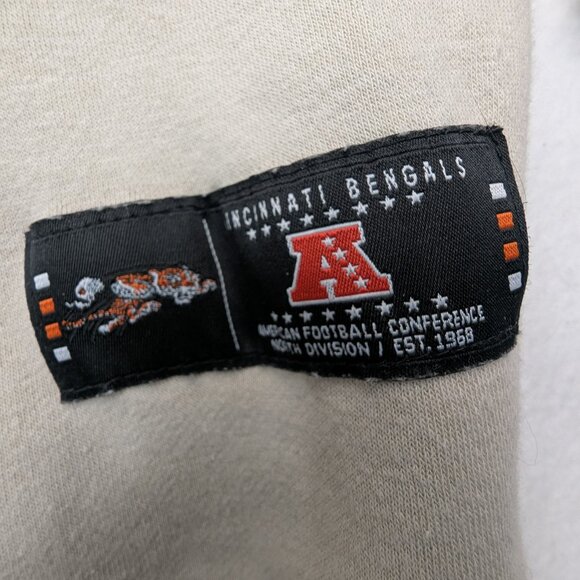 INCINNATI BENGALS
A
AMERICAN FOOTBALL CONFERENCE
NORTH DIVISION / EST. 1968